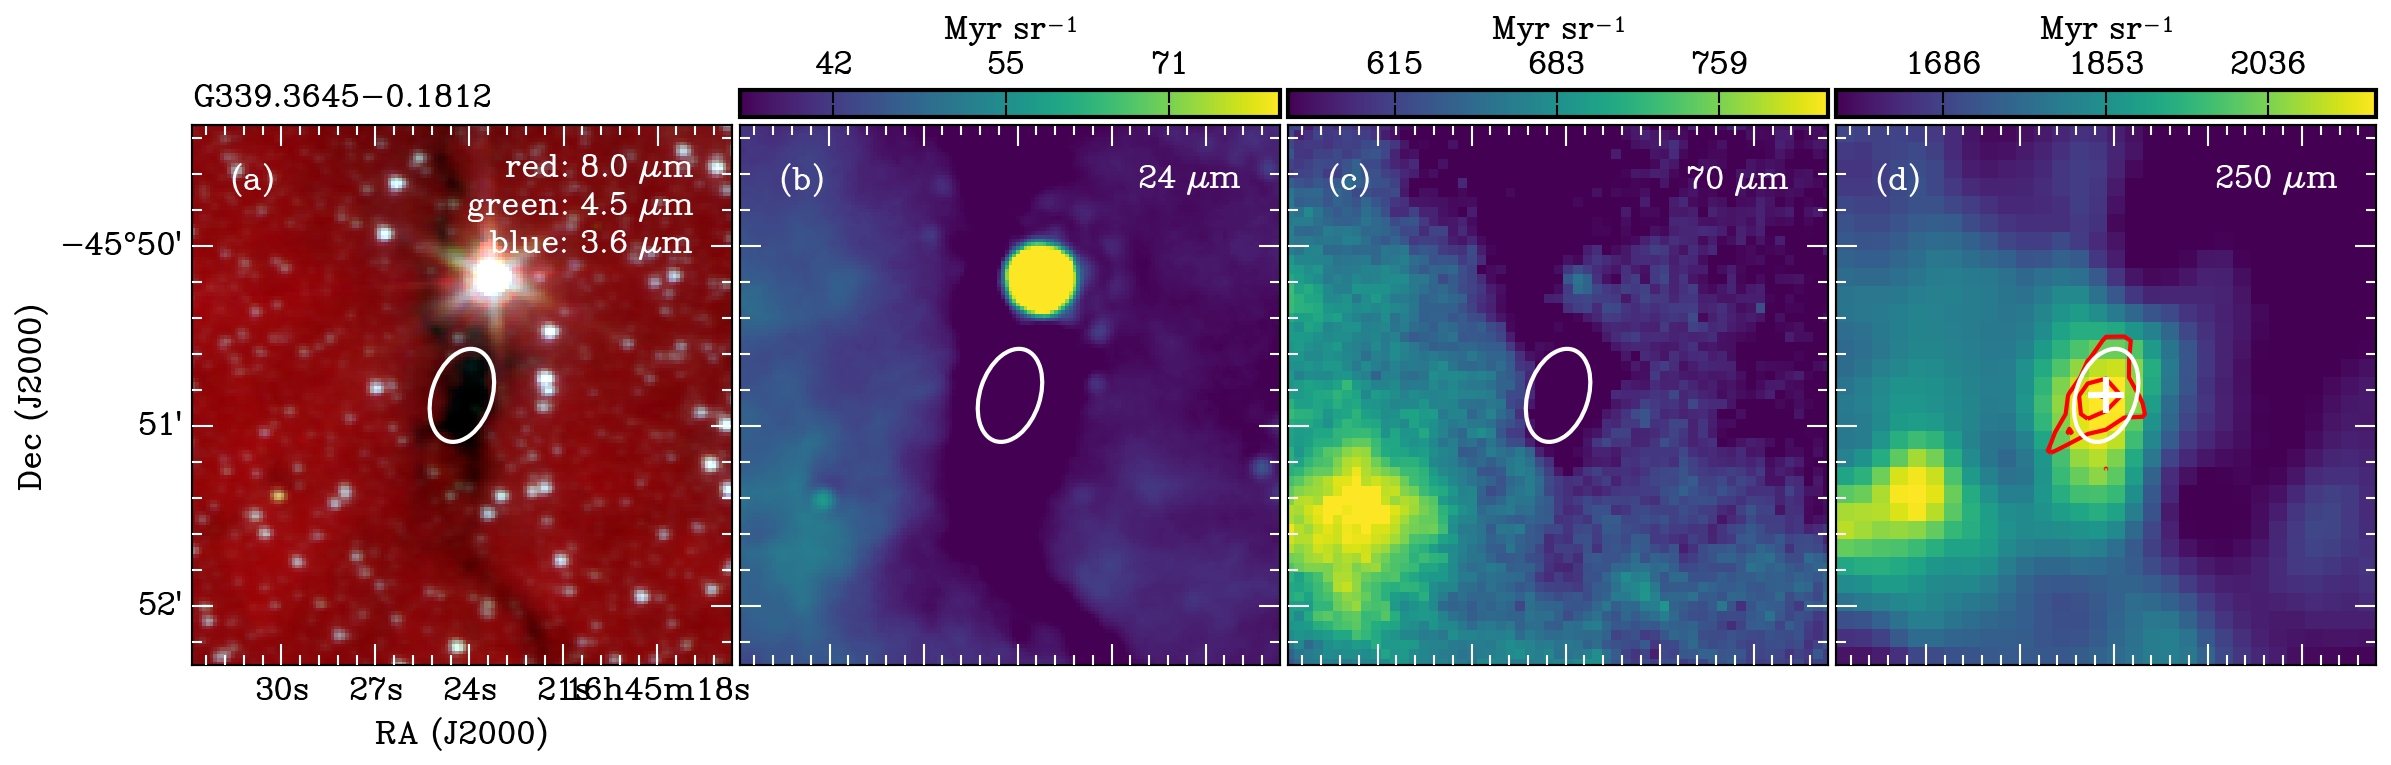 Myr sr−1
Myr sr−1
Myr sr−1
42 55 71
615 683 759
1686 1853 2036
G339.3645−0.1812
(a)
red: 8.0 μm
green: 4.5 μm
blue: 3.6 μm
(b)
24 μm
(c)
70 μm
(d)
250 μm
−45°50'
51'
52'
Dec (J2000)
30s 27s 24s 21s 16h45m18s
RA (J2000)